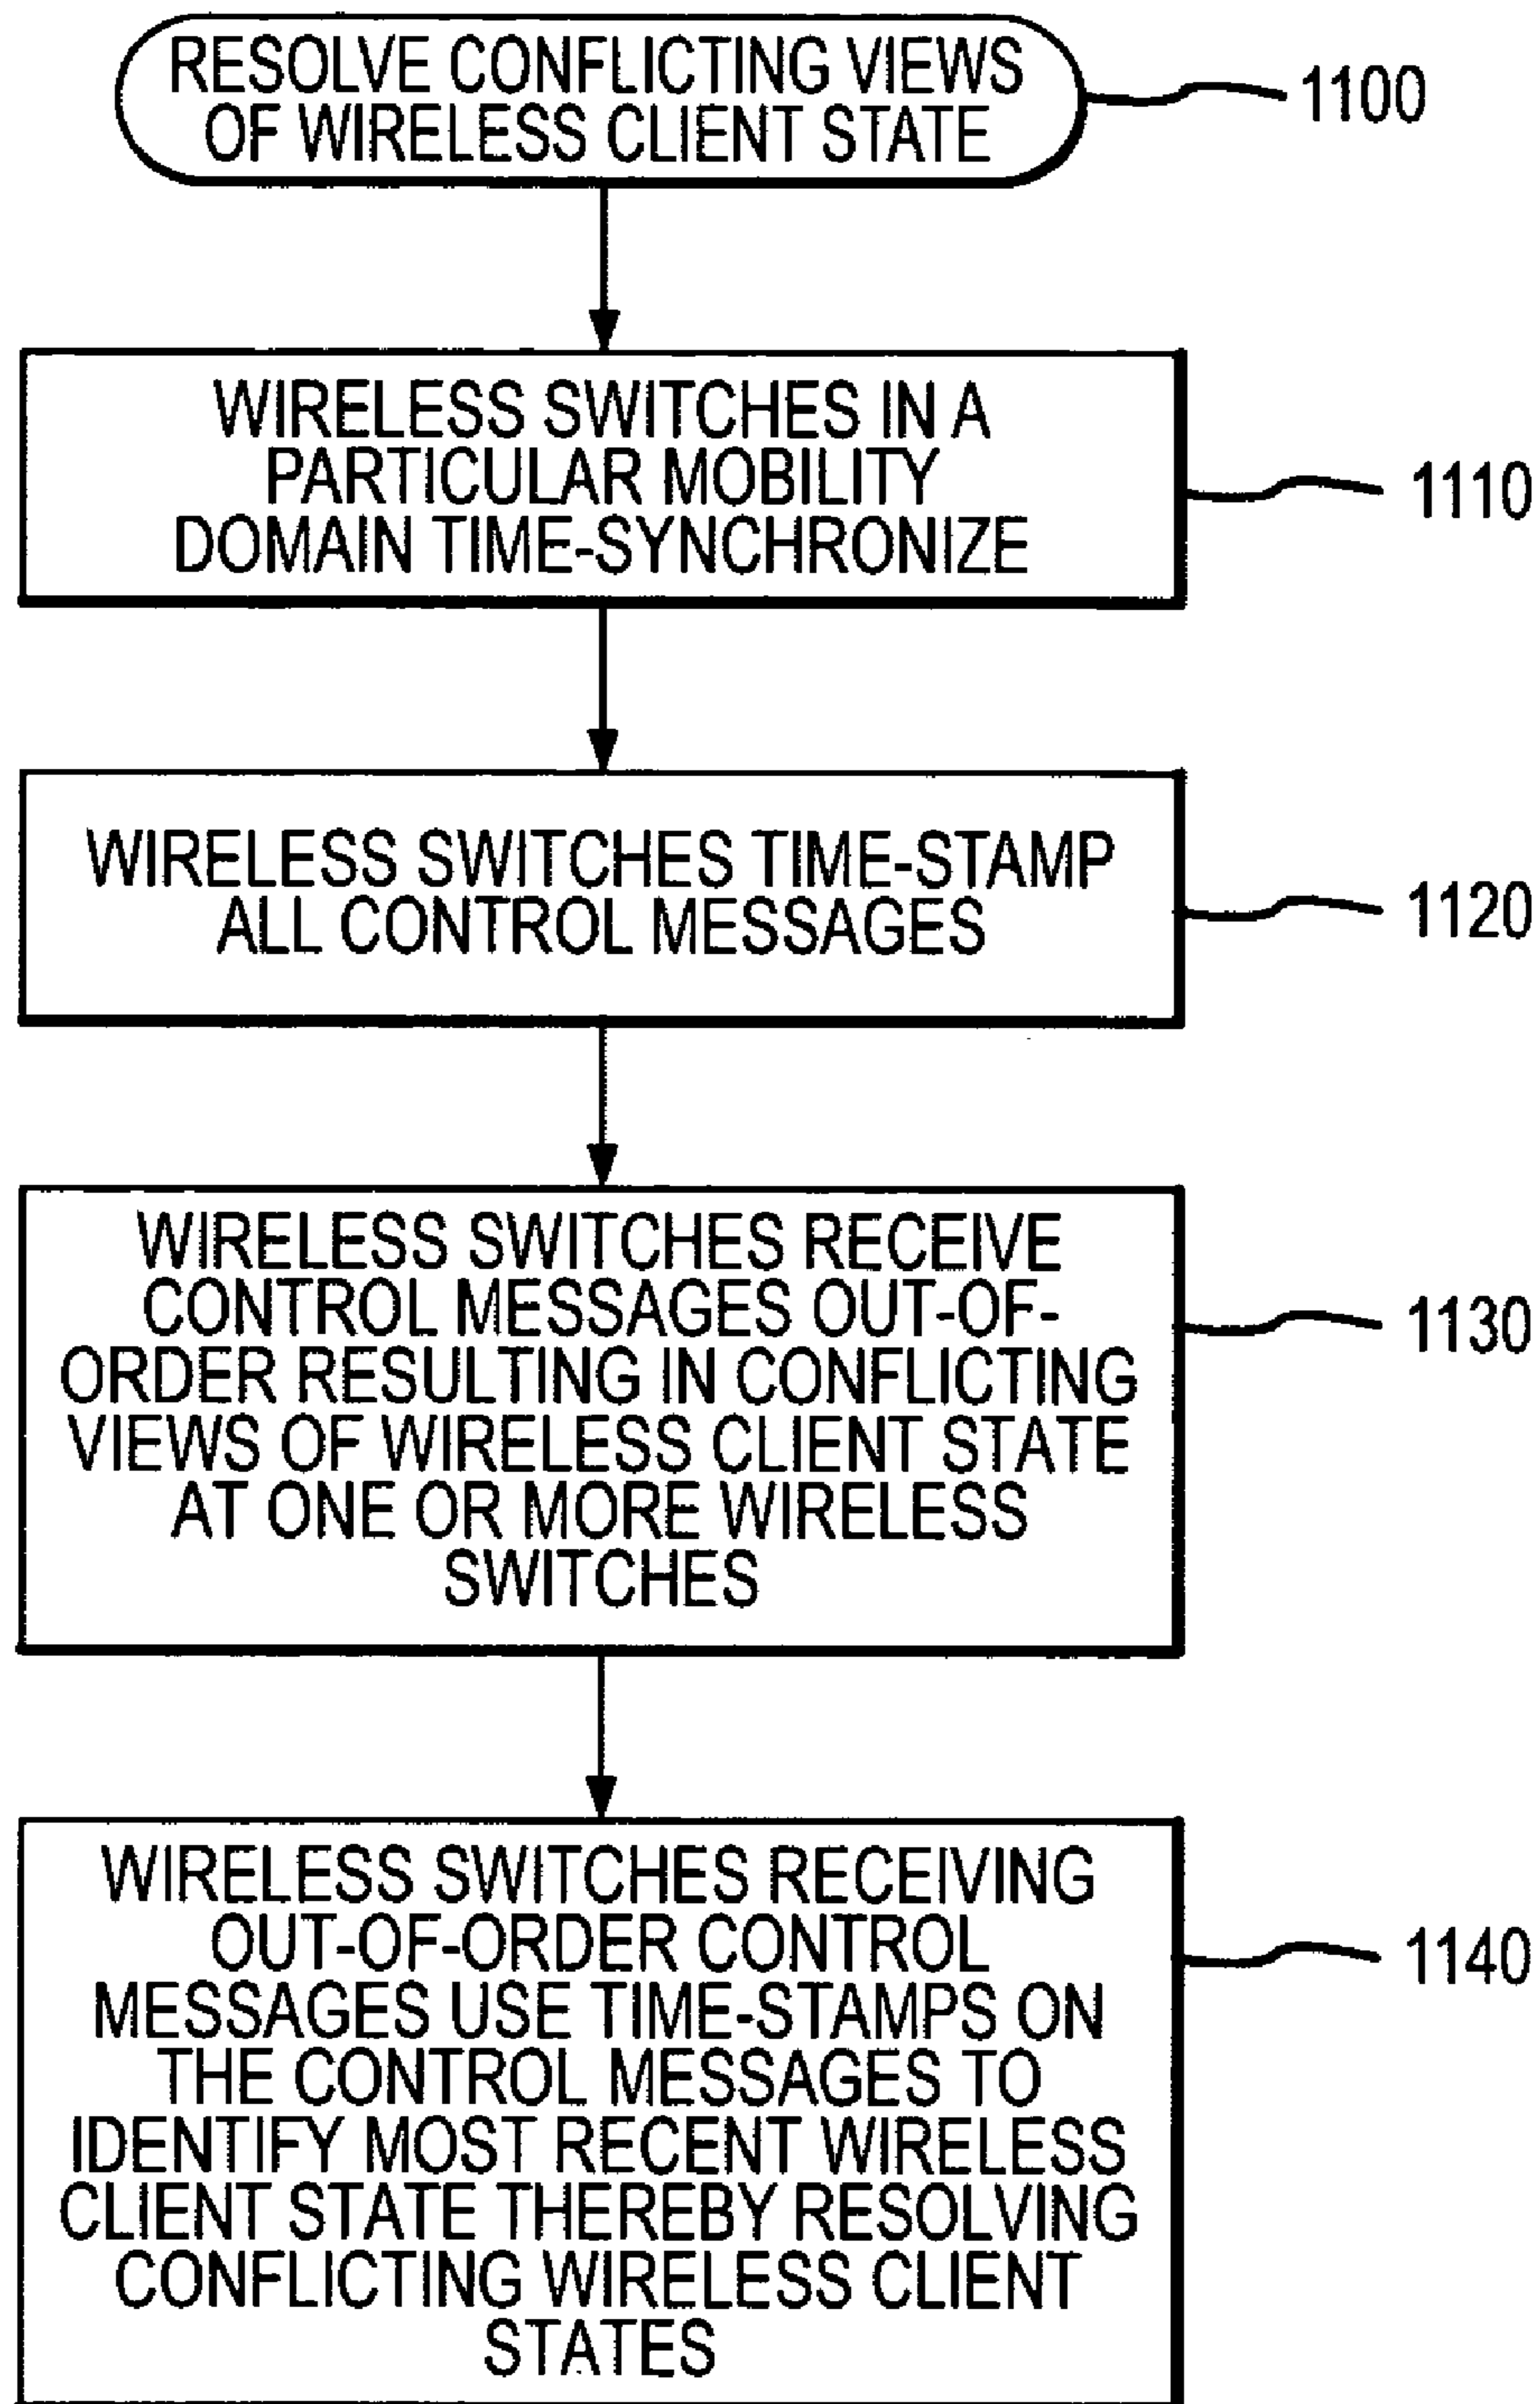 RESOLVE CONFLICTING VIEWS
OF WIRELESS CLIENT STATE
1100
WIRELESS SWITCHES IN A
PARTICULAR MOBILITY
DOMAIN TIME-SYNCHRONIZE
1110
WIRELESS SWITCHES TIME-STAMP
ALL CONTROL MESSAGES
1120
WIRELESS SWITCHES RECEIVE
CONTROL MESSAGES OUT-OF-
ORDER RESULTING IN CONFLICTING
VIEWS OF WIRELESS CLIENT STATE
AT ONE OR MORE WIRELESS
SWITCHES
1130
WIRELESS SWITCHES RECEIVING
OUT-OF-ORDER CONTROL
MESSAGES USE TIME-STAMPS ON
THE CONTROL MESSAGES TO
IDENTIFY MOST RECENT WIRELESS
CLIENT STATE THEREBY RESOLVING
CONFLICTING WIRELESS CLIENT
STATES
1140